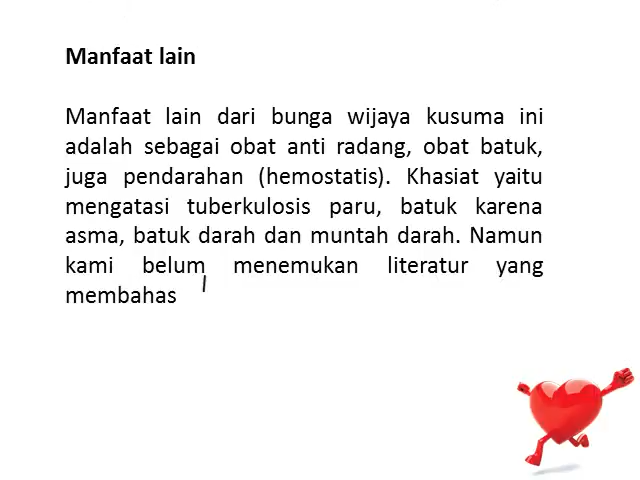 Manfaat lain
Manfaat lain dari bunga wijaya kusuma ini
adalah sebagai obat anti radang, obat batuk,
juga pendarahan (hemostatis). Khasiat yaitu
mengatasi tuberkulosis paru, batuk karena
asma, batuk darah dan muntah darah. Namun
kami belum menemukan literatur yang
membahas